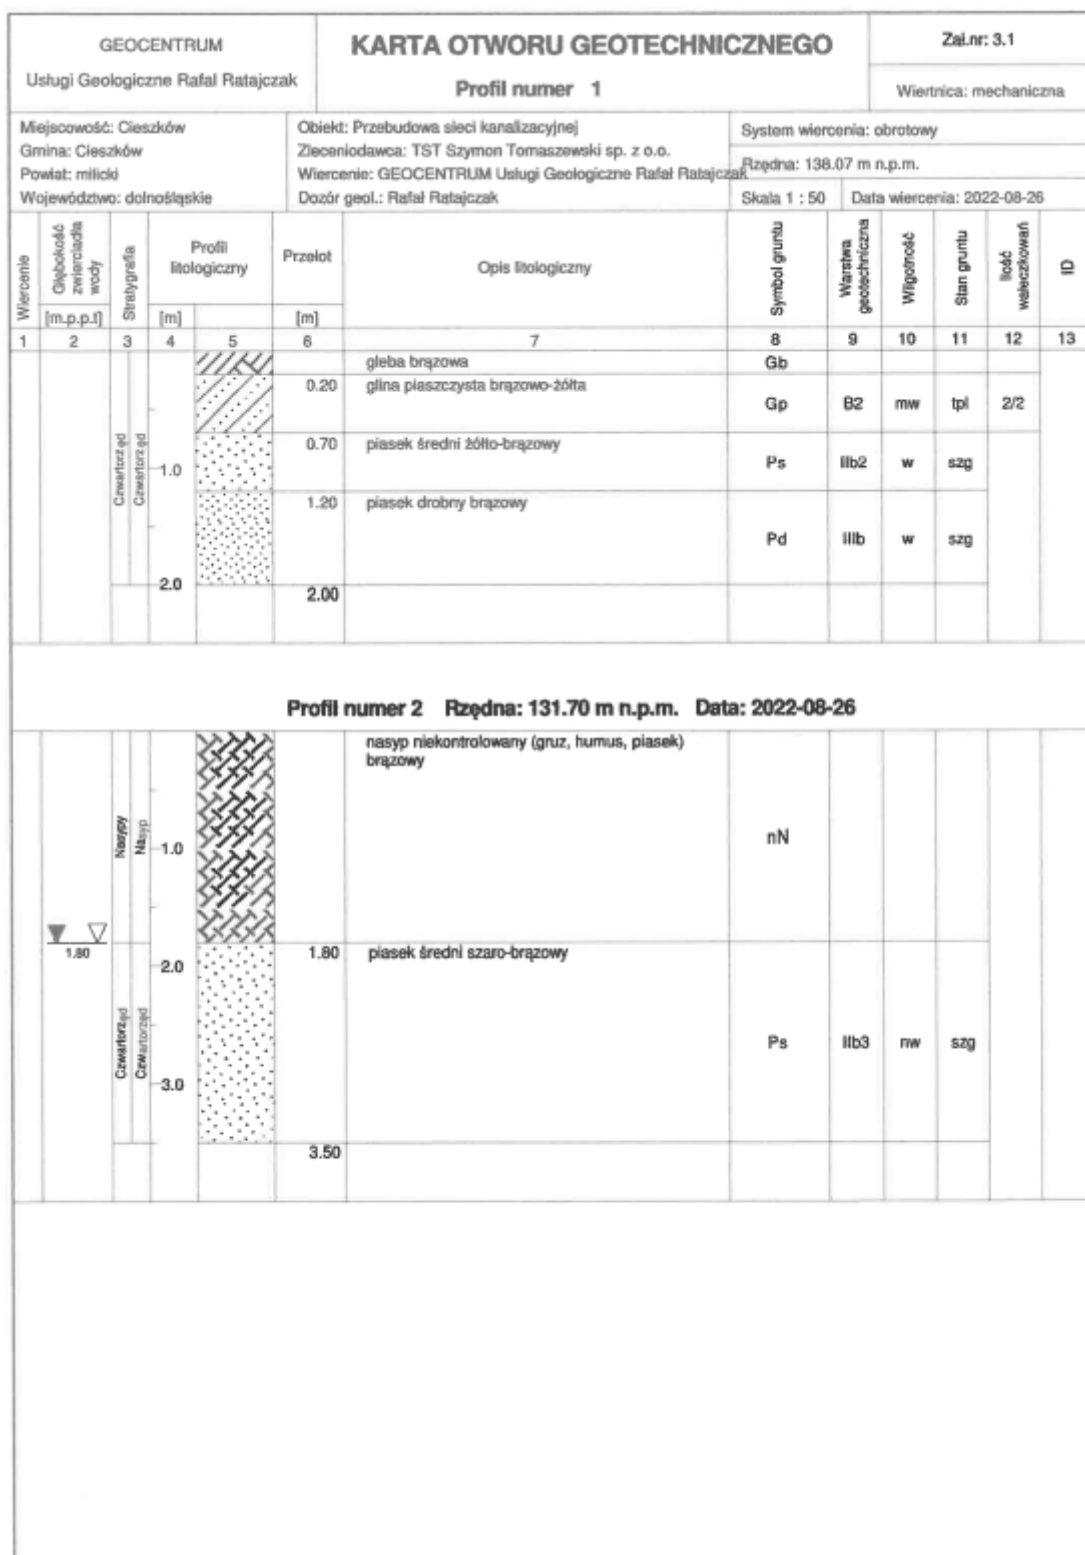 GEOCENTRUM
Usługi Geologiczne Rafał Ratajczak
KARTA OTWORU GEOTECHNICZNEGO
Profil numer 1
Zał.nr: 3.1
Wiertnica: mechaniczna
Miejscowość: Cieszków
Gmina: Cieszków
Powiat: milicki
Województwo: dolnośląskie
Obiekt: Przebudowa sieci kanalizacyjnej
Zleceniodawca: TST Szymon Tomaszewski sp. z o.o.
Wiercenie: GEOCENTRUM Usługi Geologiczne Rafał Ratajczak
Dozór geol.: Rafał Ratajczak
System wiercenia: obrotowy
Rzędna: 138.07 m n.p.m.
Skala 1 : 50 Data wiercenia: 2022-08-26
Wiercenie
Głębokość zwierciadła wody
[m.p.p.t]
Stratygrafia
Profil litologiczny
[m]
Przelot
[m]
Opis litologiczny
Symbol gruntu
Warstwa geotechniczna
Wilgotność
Stan gruntu
Ilość wałeczkowań
ID
1 2 3 4 5 6 7 8 9 10 11 12 13
gleba brązowa Gb
0.20 glina piaszczysta brązowo-żółta
Gp B2 mw tpl 2/2
0.70 piasek średni żółto-brązowy
Czwartorzęd
Czwartorzęd
1.0
Ps IIb2 w szg
1.20 piasek drobny brązowy
Pd IIIb w szg
2.0
2.00
Profil numer 2 Rzędna: 131.70 m n.p.m. Data: 2022-08-26
nasyp niekontrolowany (gruz, humus, piasek)
brązowy
Nasypy
Nasyp
1.0
nN
1.80
1.80 piasek średni szaro-brązowy
2.0
Czwartorzęd
Czwartorzęd
Ps IIb3 nw szg
3.0
3.50